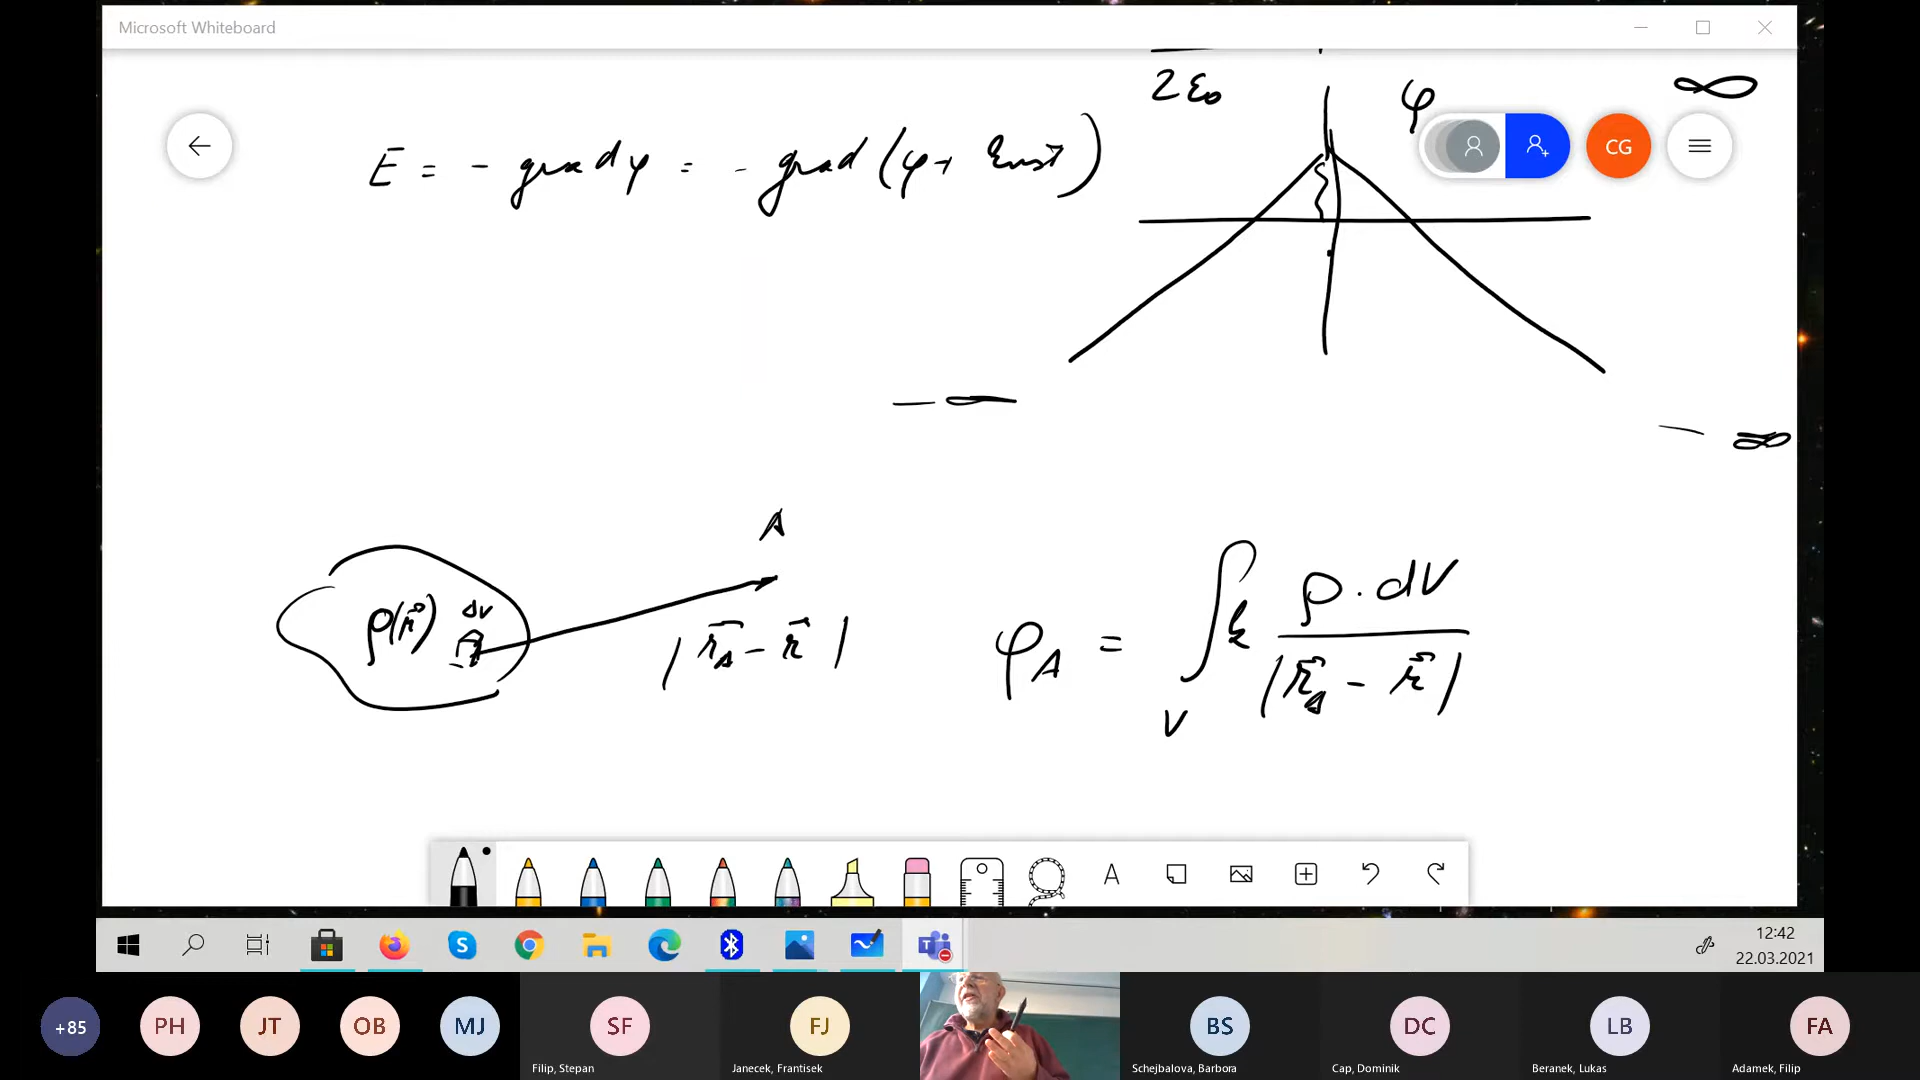 Microsoft Whiteboard
2ε₀
φ
∞
E = - grad φ = - grad (φ + konst)
CG
- ∞
- ∞
A
ρ(r⃗) ΔV
|r⃗_A - r⃗|
φ_A = ∫_V k ρ · dV / |r⃗_A - r⃗|
A
12:42
22.03.2021
+85
PH
JT
OB
MJ
SF
Filip, Stepan
FJ
Janecek, Frantisek
BS
Schejbalova, Barbora
DC
Cap, Dominik
LB
Beranek, Lukas
FA
Adamek, Filip